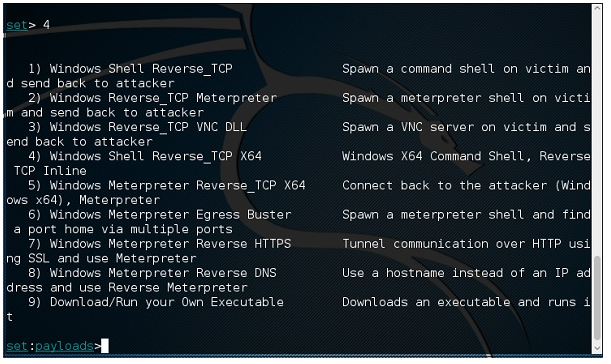 set> 4
1) Windows Shell Reverse_TCP Spawn a command shell on victim an
d send back to attacker
2) Windows Reverse_TCP Meterpreter Spawn a meterpreter shell on victi
m and send back to attacker
3) Windows Reverse_TCP VNC DLL Spawn a VNC server on victim and s
end back to attacker
4) Windows Shell Reverse_TCP X64 Windows X64 Command Shell, Reverse
TCP Inline
5) Windows Meterpreter Reverse_TCP X64 Connect back to the attacker (Wind
ows x64), Meterpreter
6) Windows Meterpreter Egress Buster Spawn a meterpreter shell and find
a port home via multiple ports
7) Windows Meterpreter Reverse HTTPS Tunnel communication over HTTP usi
ng SSL and use Meterpreter
8) Windows Meterpreter Reverse DNS Use a hostname instead of an IP ad
dress and use Reverse Meterpreter
9) Download/Run your Own Executable Downloads an executable and runs i
t
set:payloads>